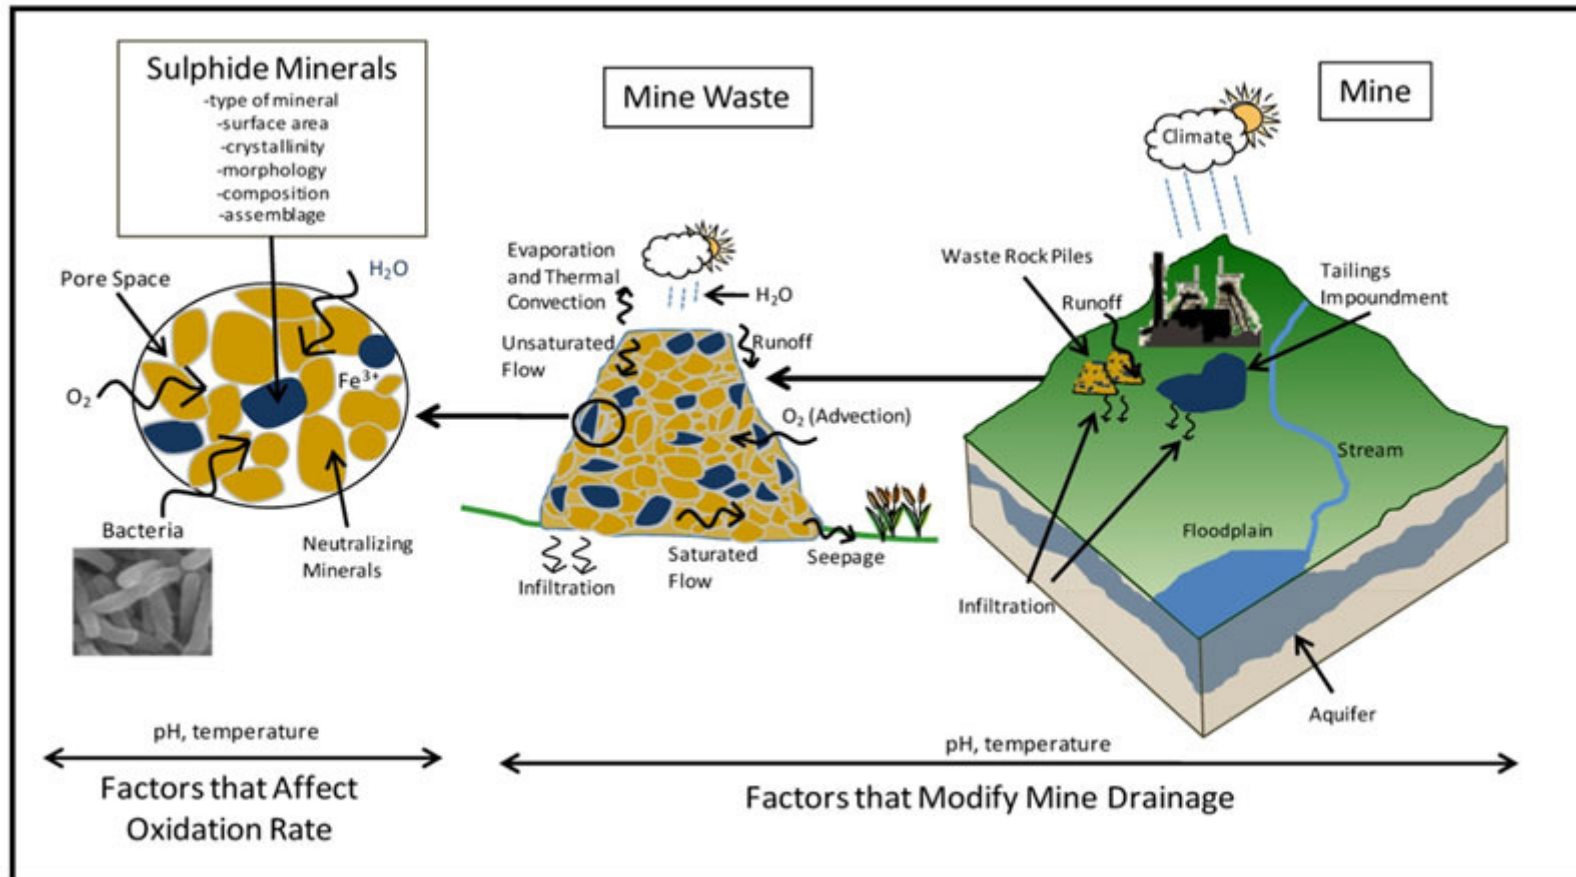 Sulphide Minerals
-type of mineral
-surface area
-crystallinity
-morphology
-composition
-assemblage
Pore Space
H₂O
O₂
Fe³⁺
Bacteria
Neutralizing
Minerals
pH, temperature
Factors that Affect
Oxidation Rate
Mine Waste
Evaporation
and Thermal
Convection
H₂O
Unsaturated
Flow
Runoff
O₂ (Advection)
Infiltration
Saturated
Flow
Seepage
Mine
Climate
Waste Rock Piles
Runoff
Tailings
Impoundment
Stream
Floodplain
Infiltration
Aquifer
pH, temperature
Factors that Modify Mine Drainage